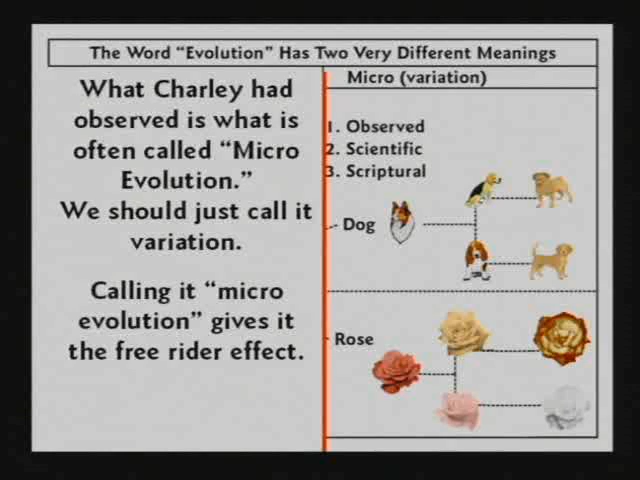 The Word “Evolution” Has Two Very Different Meanings
What Charley had
observed is what is
often called “Micro
Evolution.”
We should just call it
variation.
Calling it “micro
evolution” gives it
the free rider effect.
Micro (variation)
1. Observed
2. Scientific
3. Scriptural
Dog
Rose